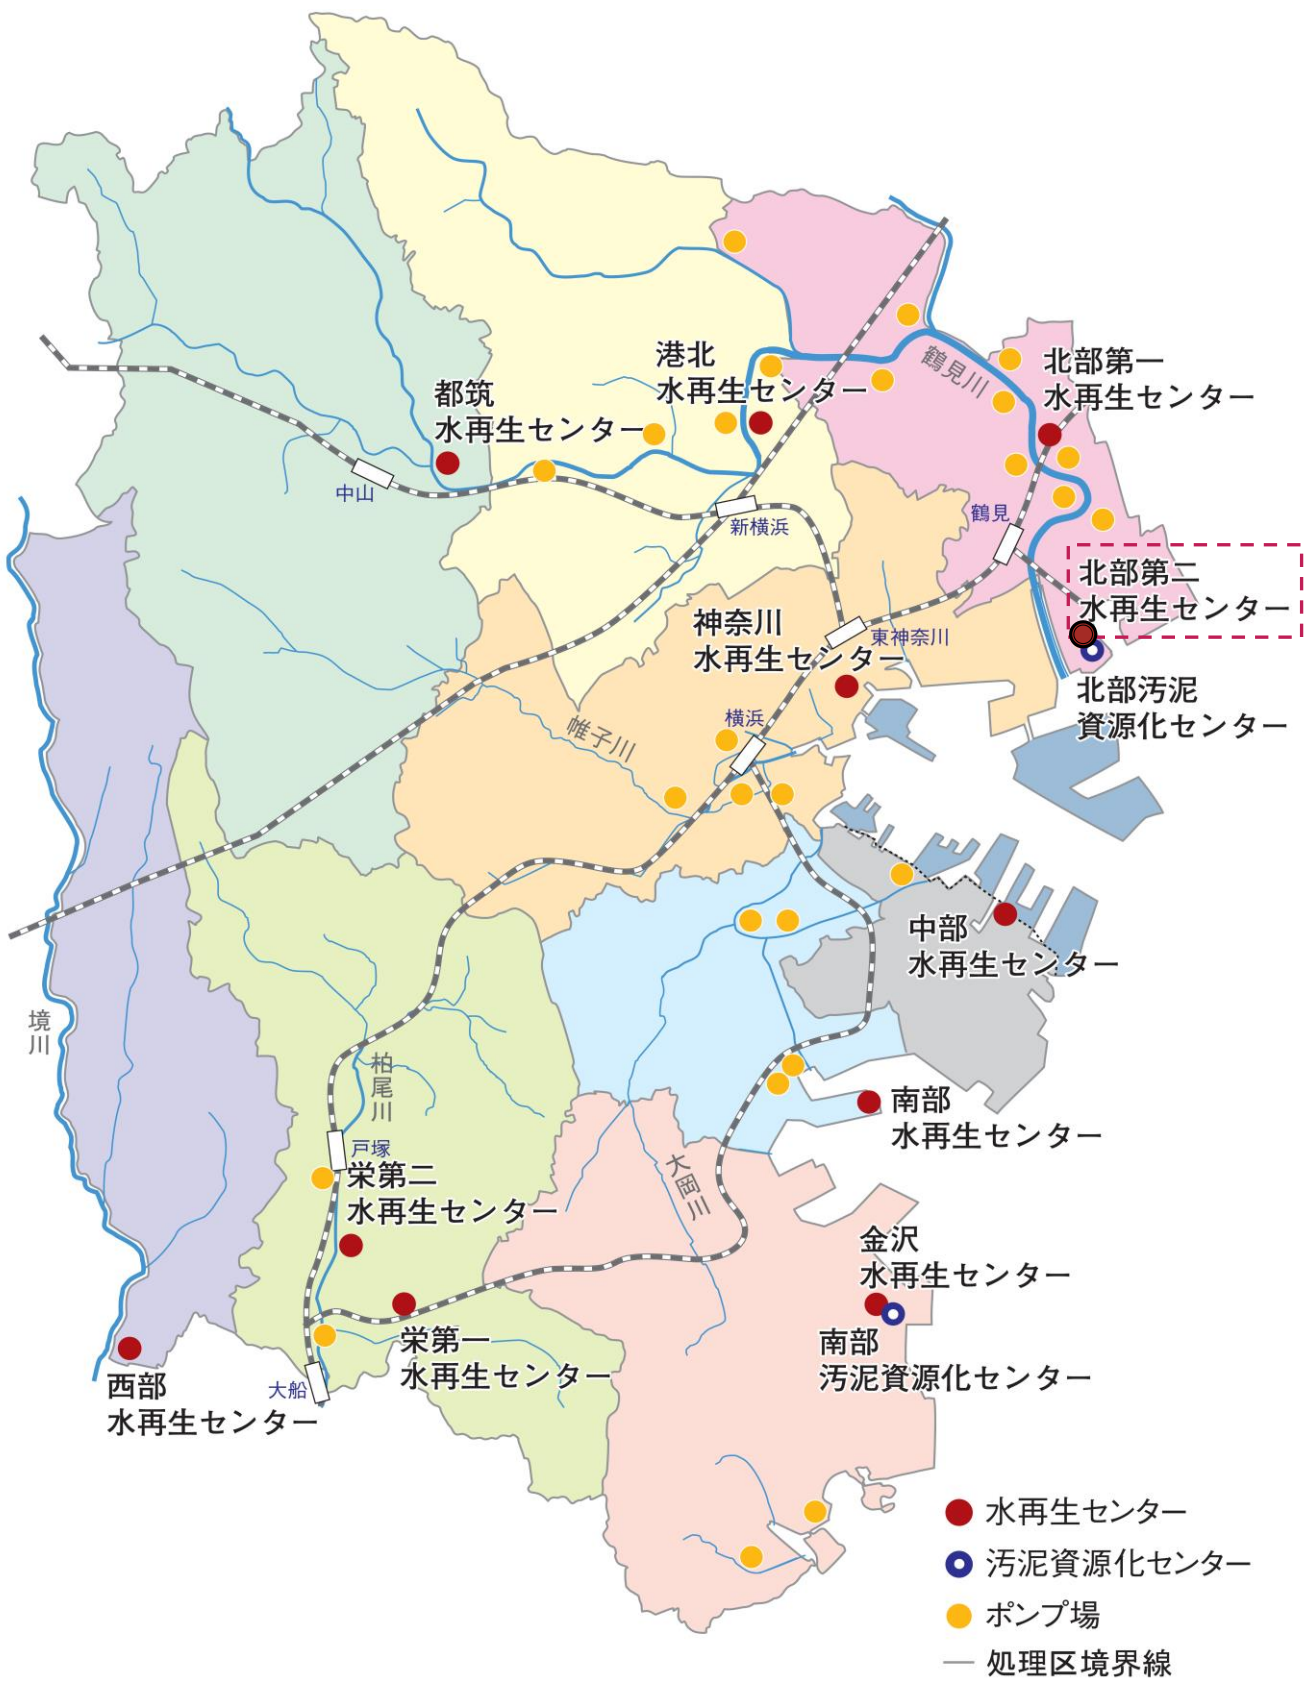 港北
水再生センター
北部第一
水再生センター
鶴見川
都筑
水再生センター
中山
新横浜
鶴見
北部第二
水再生センター
神奈川
水再生センター
東神奈川
北部汚泥
資源化センター
横浜
帷子川
中部
水再生センター
境川
柏尾川
南部
水再生センター
戸塚
栄第二
水再生センター
大岡川
金沢
水再生センター
南部
汚泥資源化センター
栄第一
水再生センター
大船
西部
水再生センター
水再生センター
汚泥資源化センター
ポンプ場
処理区境界線